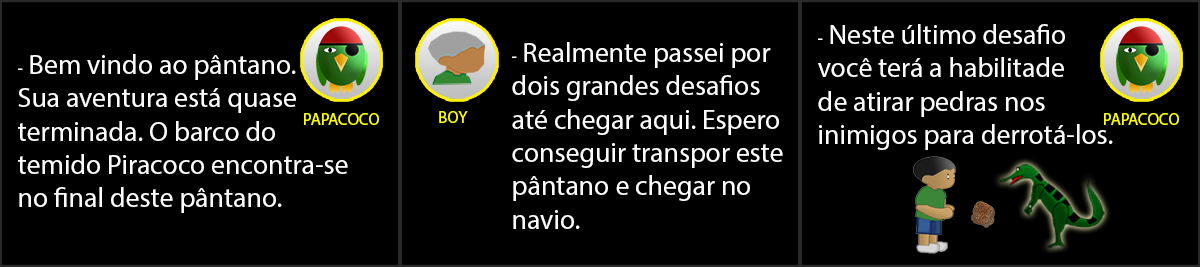 - Bem vindo ao pântano.
Sua aventura está quase
terminada. O barco do
temido Piracoco encontra-se
no final deste pântano.
PAPACOCO
- Realmente passei por
dois grandes desafios
até chegar aqui. Espero
conseguir transpor este
pântano e chegar no
navio.
BOY
- Neste último desafio
você terá a habilitade
de atirar pedras nos
inimigos para derrotá-los.
PAPACOCO